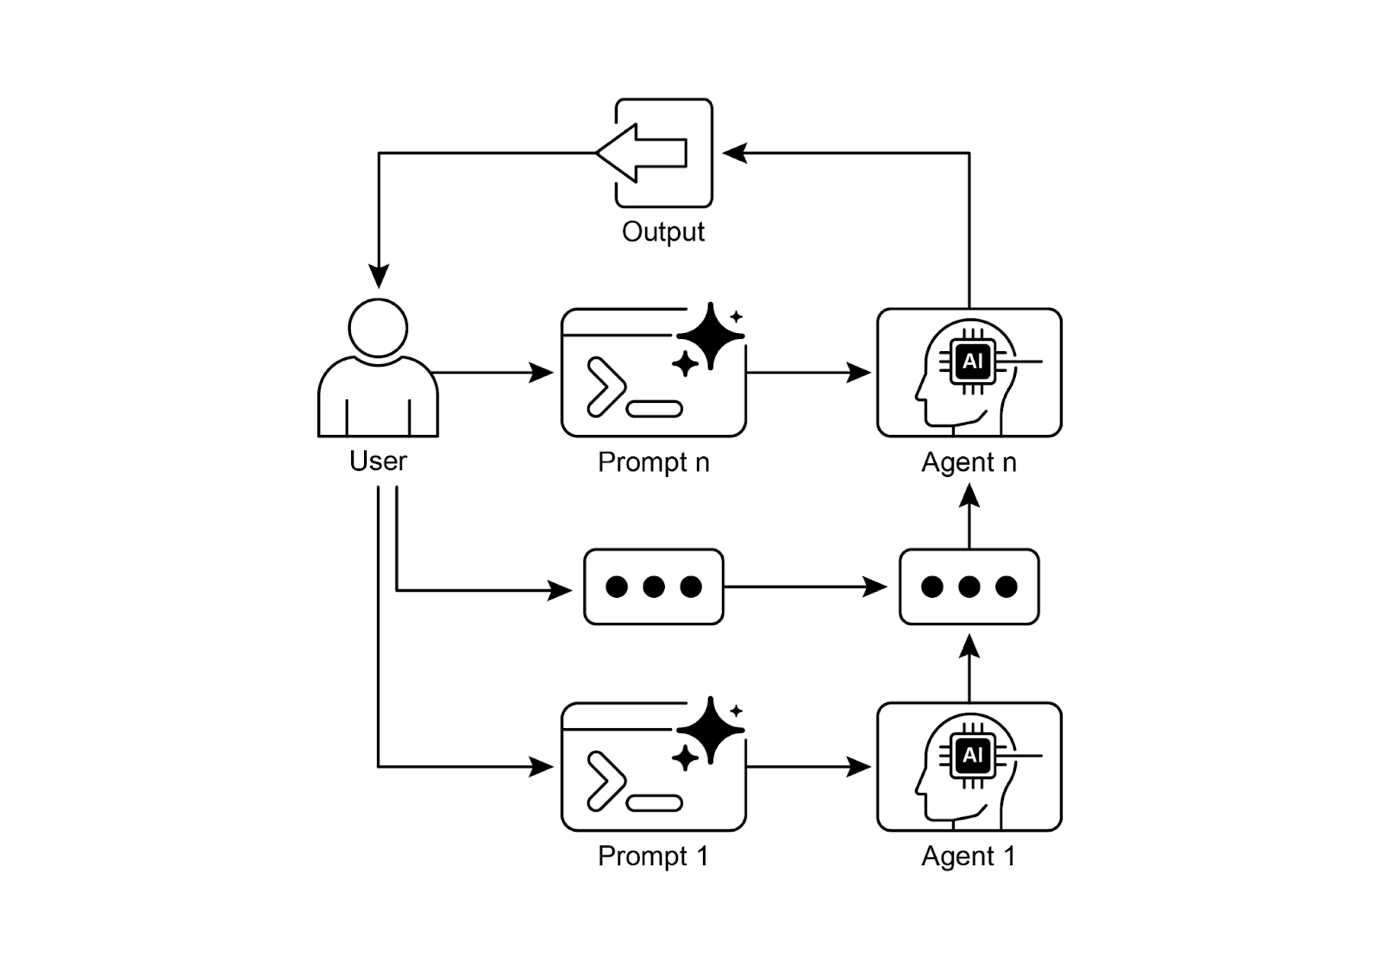 Output
AI
User
Prompt n
Agent n
AI
Prompt 1
Agent 1